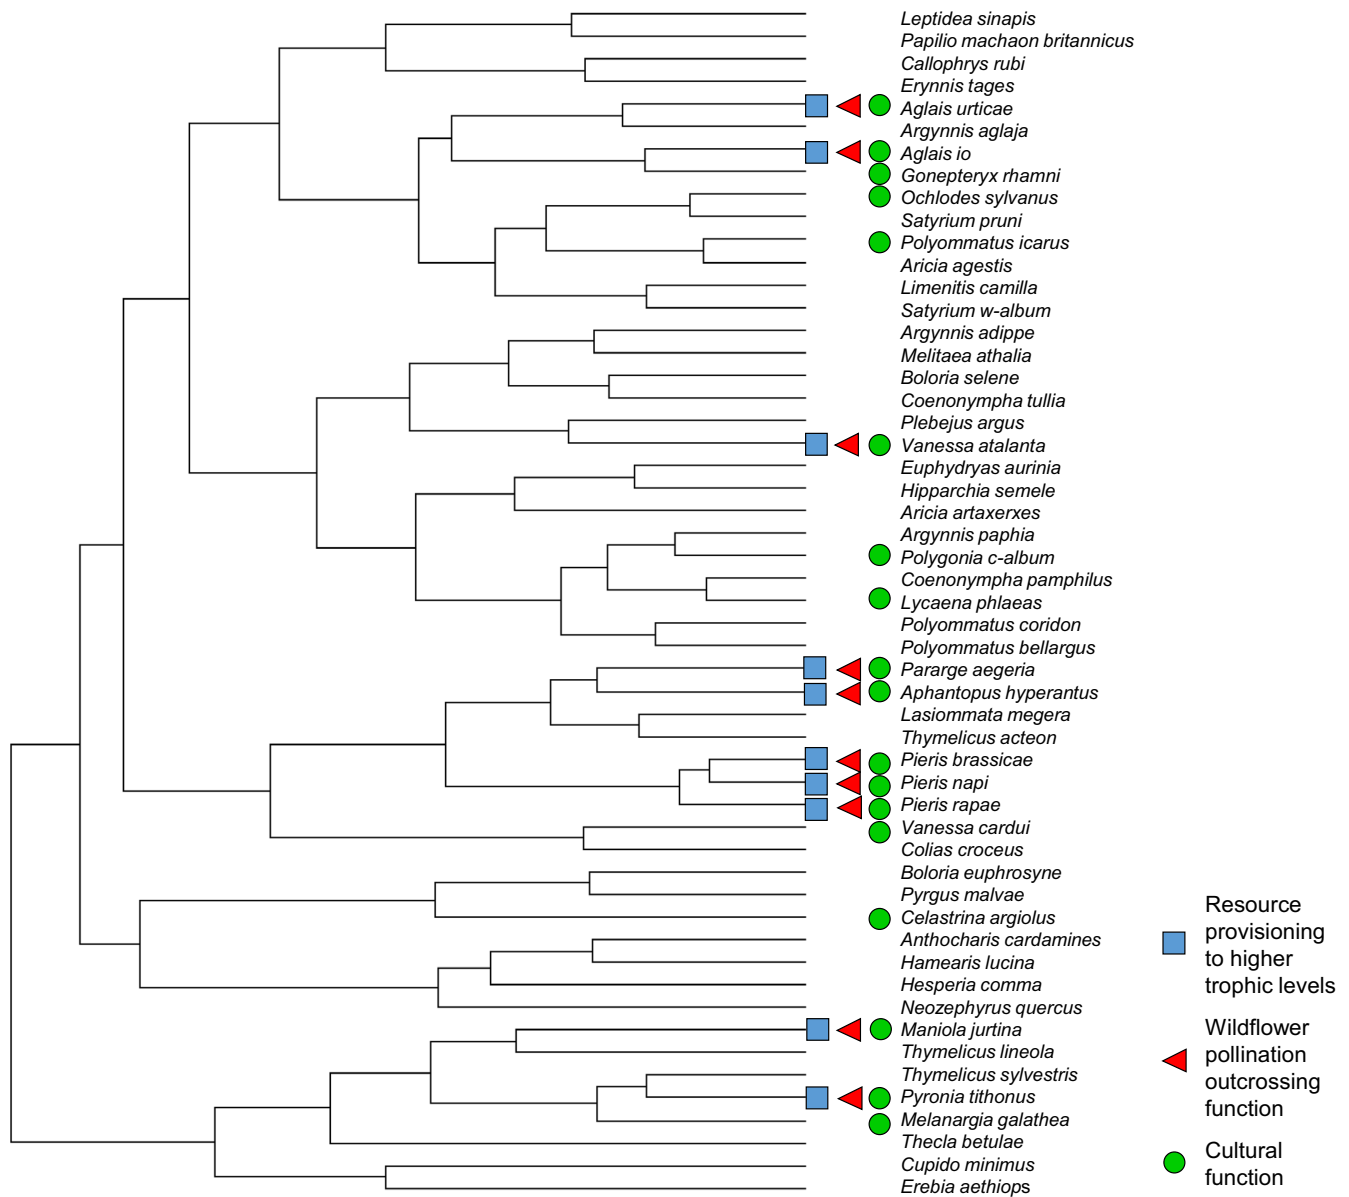 Leptidea sinapis
Papilio machaon britannicus
Callophrys rubi
Erynnis tages
Aglais urticae
Argynnis aglaja
Aglais io
Gonepteryx rhamni
Ochlodes sylvanus
Satyrium pruni
Polyommatus icarus
Aricia agestis
Limenitis camilla
Satyrium w-album
Argynnis adippe
Melitaea athalia
Boloria selene
Coenonympha tullia
Plebejus argus
Vanessa atalanta
Euphydryas aurinia
Hipparchia semele
Aricia artaxerxes
Argynnis paphia
Polygonia c-album
Coenonympha pamphilus
Lycaena phlaeas
Polyommatus coridon
Polyommatus bellargus
Pararge aegeria
Aphantopus hyperantus
Lasiommata megera
Thymelicus acteon
Pieris brassicae
Pieris napi
Pieris rapae
Vanessa cardui
Colias croceus
Boloria euphrosyne
Pyrgus malvae
Celastrina argiolus
Anthocharis cardamines
Hamearis lucina
Hesperia comma
Neozephyrus quercus
Maniola jurtina
Thymelicus lineola
Thymelicus sylvestris
Pyronia tithonus
Melanargia galathea
Thecla betulae
Cupido minimus
Erebia aethiops
Resource
provisioning
to higher
trophic levels
Wildflower
pollination
outcrossing
function
Cultural
function